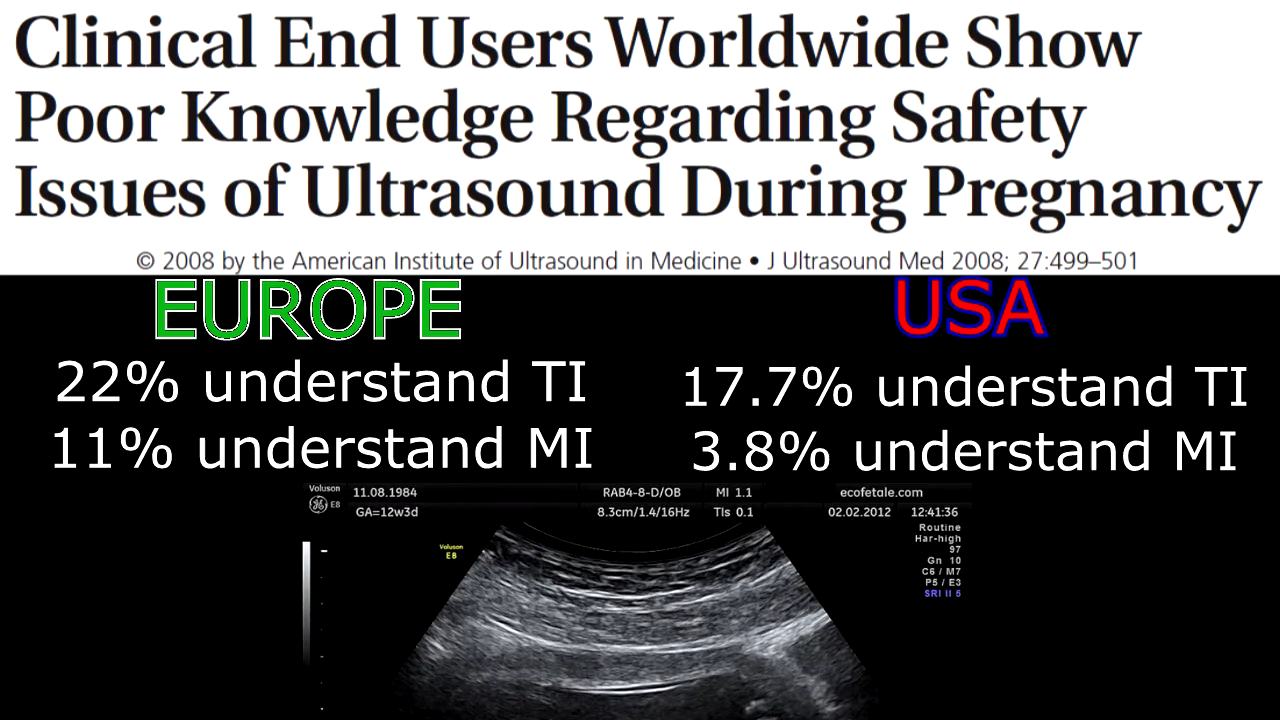 Clinical End Users Worldwide Show
Poor Knowledge Regarding Safety
Issues of Ultrasound During Pregnancy
© 2008 by the American Institute of Ultrasound in Medicine • J Ultrasound Med 2008; 27:499–501
EUROPE
22% understand TI
11% understand MI
USA
17.7% understand TI
3.8% understand MI
Voluson
E8
11.08.1984
GA=12w3d
RAB4-8-D/OB
8.3cm/1.4/16Hz
MI 1.1
TIs 0.1
ecofetale.com
02.02.2012 12:41:36
Routine
Har-high
97
Gn 10
C6 / M7
P5 / E3
SRI II 5
Voluson
E8